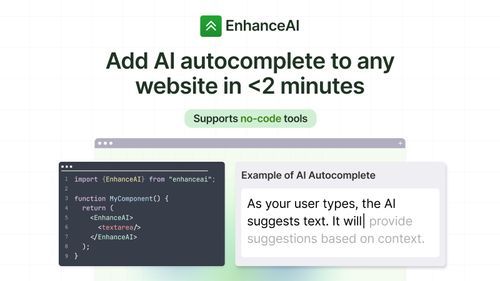 EnhanceAI
Add AI autocomplete to any
website in <2 minutes
Supports no-code tools
1 import {EnhanceAI} from "enhanceai";
2
3 function MyComponent() {
4 return (
5 <EnhanceAI>
6 <textarea/>
7 </EnhanceAI>
8 );
9 }
Example of AI Autocomplete
As your user types, the AI
suggests text. It will provide
suggestions based on context.